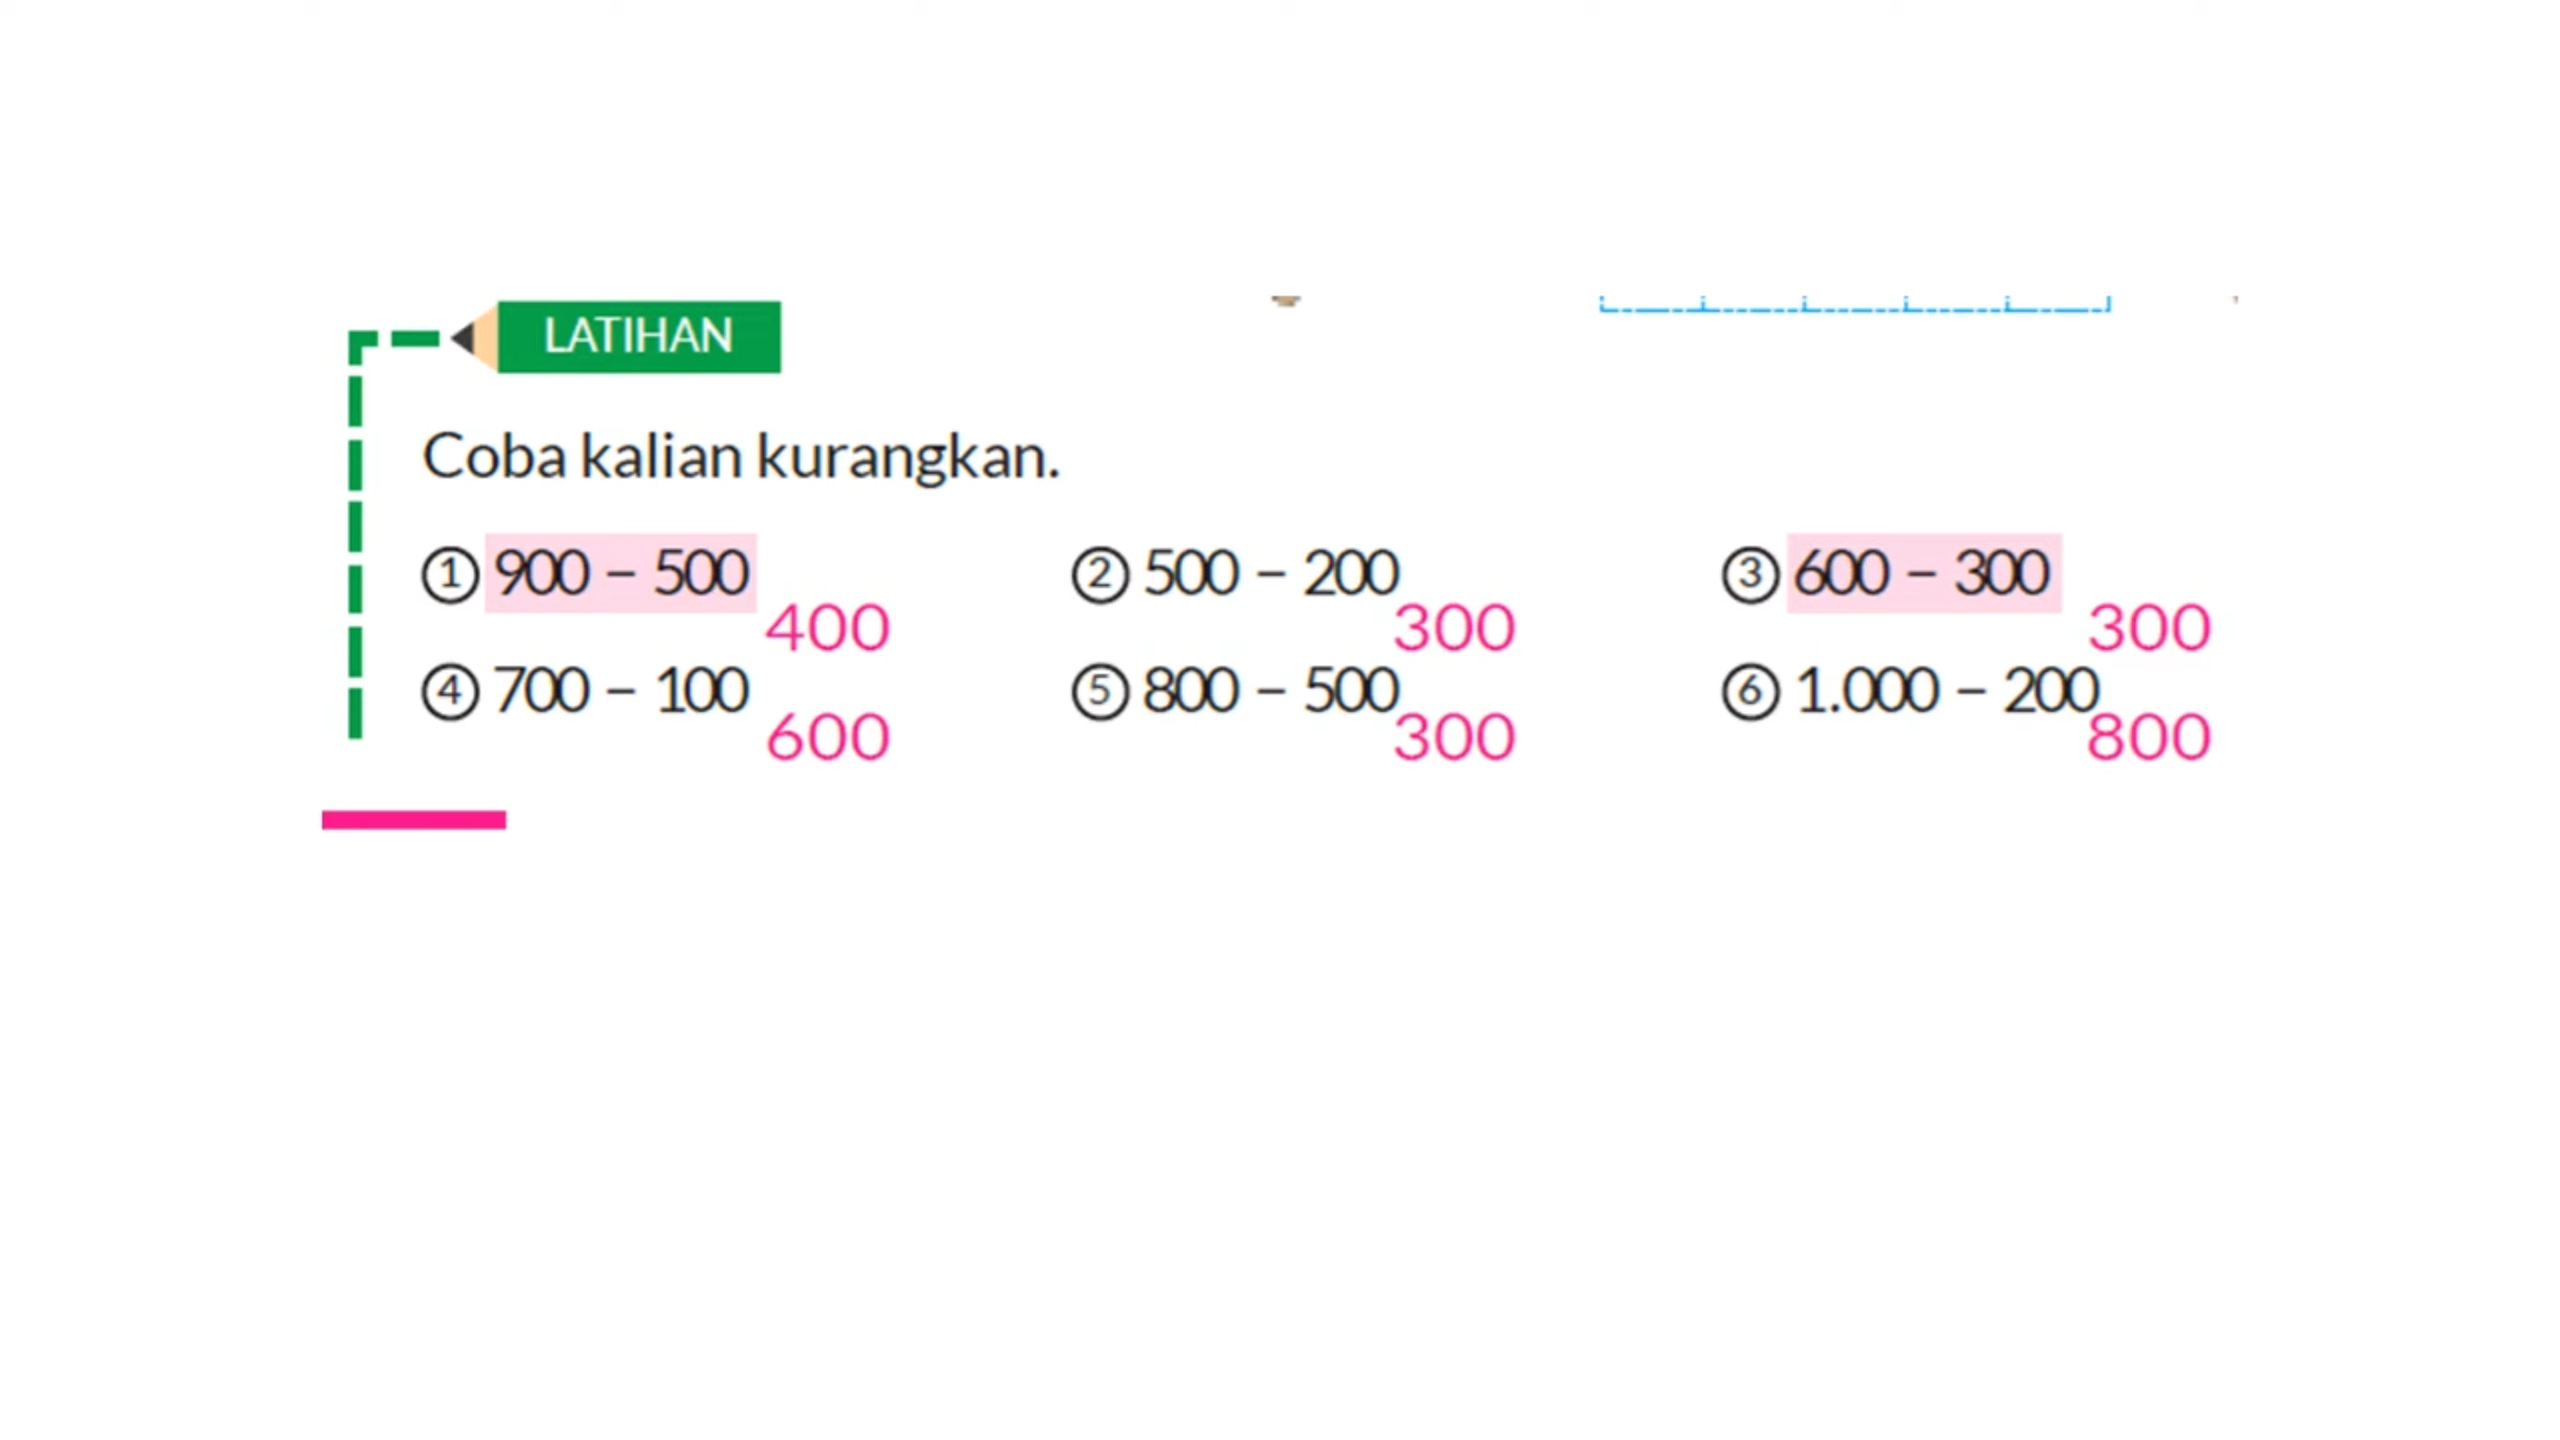 LATIHAN
Coba kalian kurangkan.
① 900 – 500 ② 500 – 200 ③ 600 – 300
400 300 300
④ 700 – 100 ⑤ 800 – 500 ⑥ 1.000 – 200
600 300 800